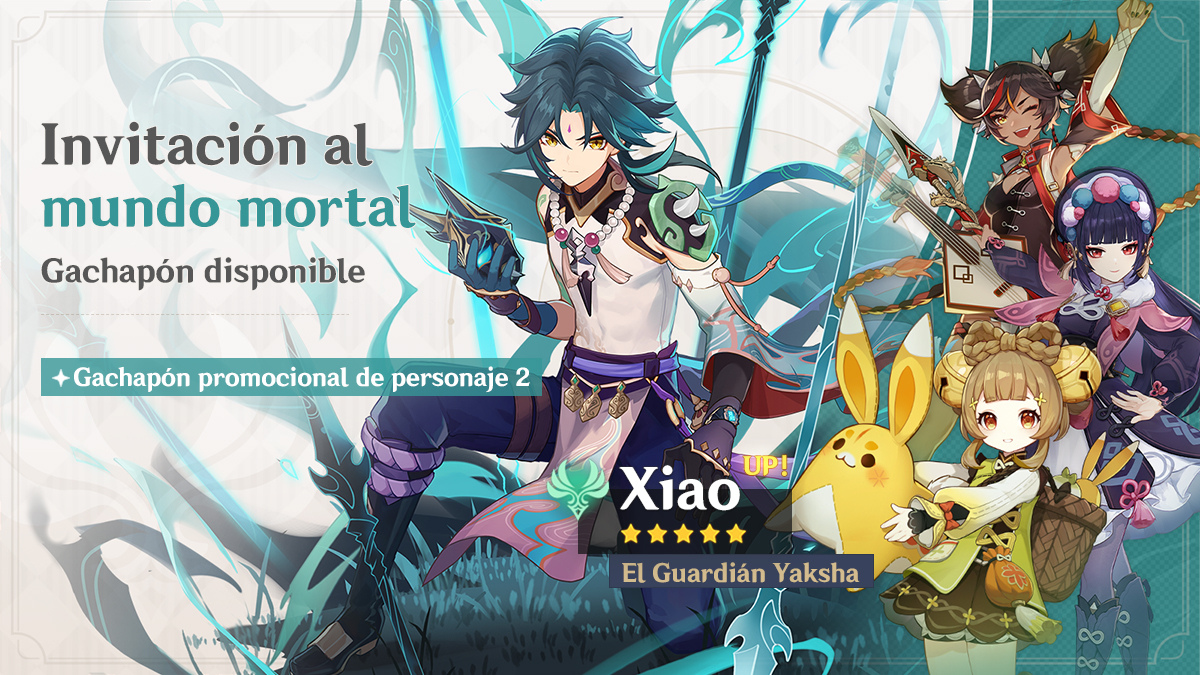 Invitación al
mundo mortal
Gachapón disponible
Gachapón promocional de personaje 2
UP!
Xiao
El Guardián Yaksha